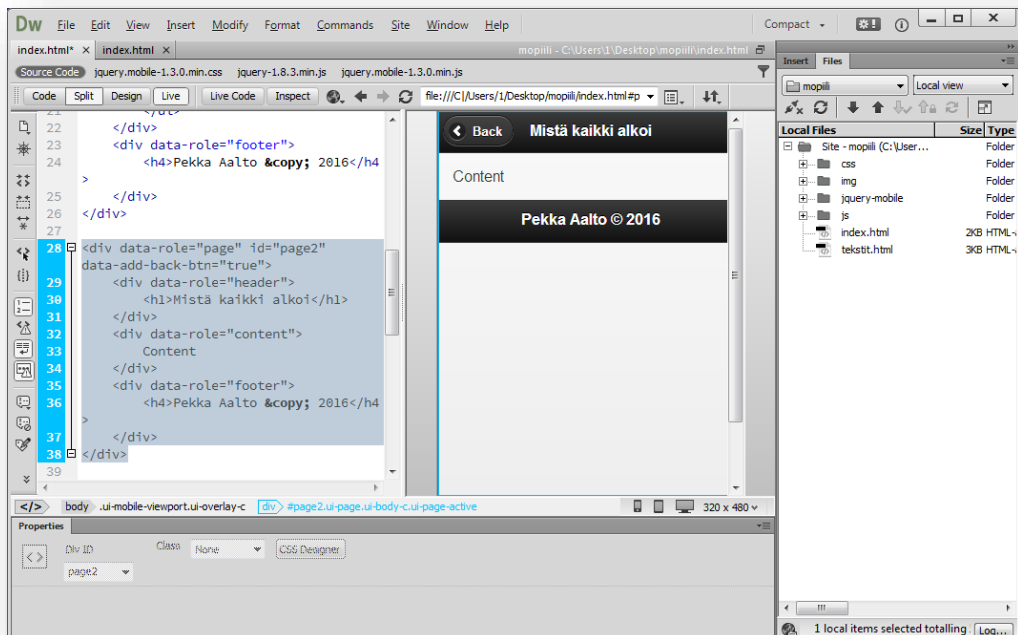 Dw File Edit View Insert Modify Format Commands Site Window Help Compact
index.html* × index.html × mopiili - C:\Users\1\Desktop\mopiili\index.html
Source Code jquery.mobile-1.3.0.min.css jquery-1.8.3.min.js jquery.mobile-1.3.0.min.js
Code Split Design Live Live Code Inspect file:///C|/Users/1/Desktop/mopiili/index.html#p
21 </ul>
22 </div>
23 <div data-role="footer">
24 <h4>Pekka Aalto &copy; 2016</h4
>
25 </div>
26 </div>
27
28 <div data-role="page" id="page2"
data-add-back-btn="true">
29 <div data-role="header">
30 <h1>Mistä kaikki alkoi</h1>
31 </div>
32 <div data-role="content">
33 Content
34 </div>
35 <div data-role="footer">
36 <h4>Pekka Aalto &copy; 2016</h4
>
37 </div>
38 </div>
39
Back Mistä kaikki alkoi
Content
Pekka Aalto © 2016
</> body .ui-mobile-viewport.ui-overlay-c div #page2.ui-page.ui-body-c.ui-page-active 320 x 480
Properties
Div ID Class None CSS Designer
page2
Insert Files
mopiili Local view
Local Files Size Type
Site - mopiili (C:\User... Folder
css Folder
img Folder
jquery-mobile Folder
js Folder
index.html 2KB HTML-
tekstit.html 3KB HTML-
1 local items selected totalling Log...